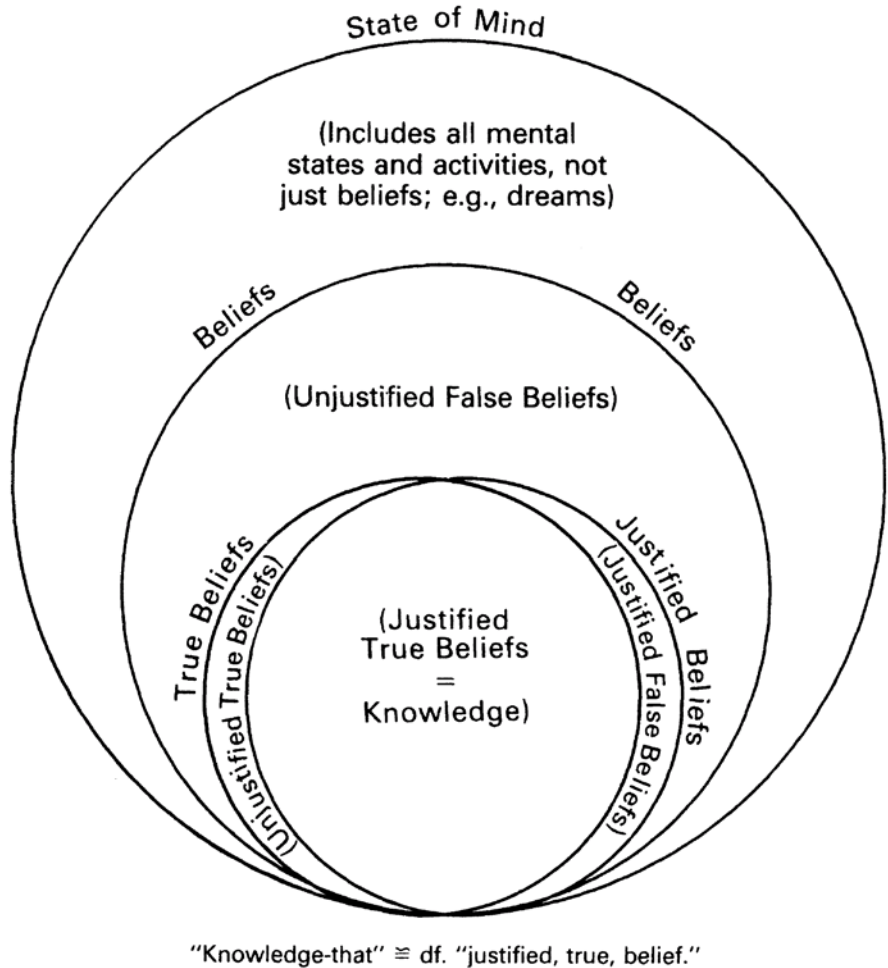 State of Mind
(Includes all mental
states and activities, not
just beliefs; e.g., dreams)
Beliefs
Beliefs
(Unjustified False Beliefs)
True Beliefs
(Unjustified True Beliefs)
(Justified
True Beliefs
=
Knowledge)
(Justified False Beliefs)
Justified Beliefs
"Knowledge-that" ≌ df. "justified, true, belief."